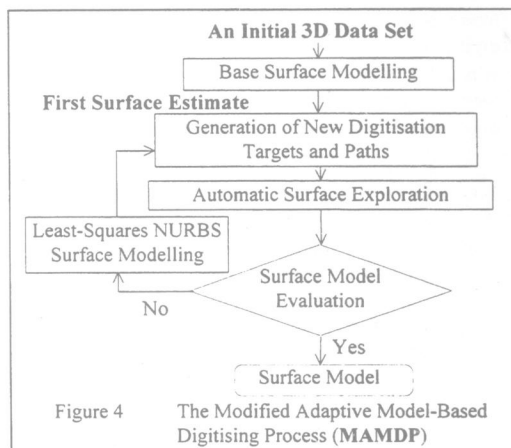 An Initial 3D Data Set
Base Surface Modelling
First Surface Estimate
Generation of New Digitisation
Targets and Paths
Automatic Surface Exploration
Least-Squares NURBS
Surface Modelling
Surface Model
Evaluation
No
Yes
Surface Model
Figure 4 The Modified Adaptive Model-Based
Digitising Process (MAMDP)